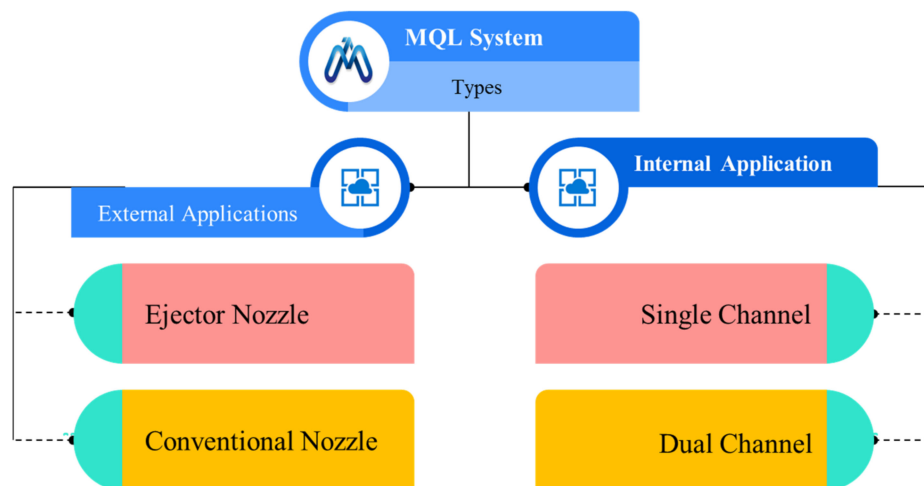 MQL System
Types
External Applications
Internal Application
Ejector Nozzle
Single Channel
Conventional Nozzle
Dual Channel